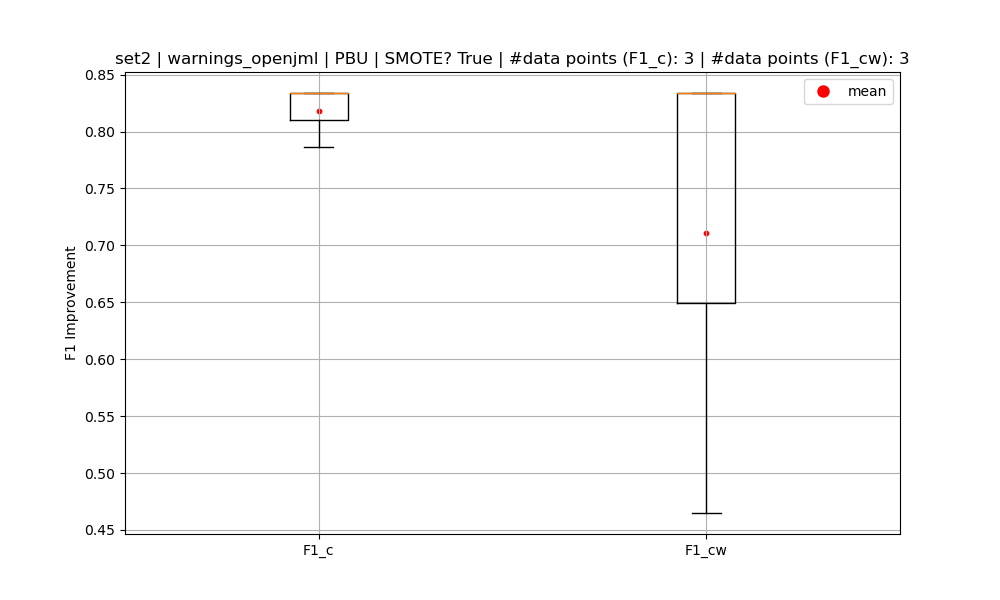 set2 | warnings_openjml | PBU | SMOTE? True | #data points (F1_c): 3 | #data points (F1_cw): 3
mean
0.85
0.80
0.75
0.70
0.65
0.60
0.55
0.50
0.45
F1 Improvement
F1_c
F1_cw